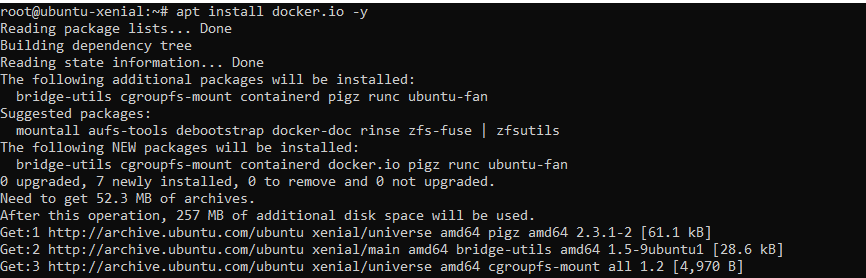 root@ubuntu-xenial:~# apt install docker.io -y
Reading package lists... Done
Building dependency tree
Reading state information... Done
The following additional packages will be installed:
  bridge-utils cgroupfs-mount containerd pigz runc ubuntu-fan
Suggested packages:
  mountall aufs-tools debootstrap docker-doc rinse zfs-fuse | zfsutils
The following NEW packages will be installed:
  bridge-utils cgroupfs-mount containerd docker.io pigz runc ubuntu-fan
0 upgraded, 7 newly installed, 0 to remove and 0 not upgraded.
Need to get 52.3 MB of archives.
After this operation, 257 MB of additional disk space will be used.
Get:1 http://archive.ubuntu.com/ubuntu xenial/universe amd64 pigz amd64 2.3.1-2 [61.1 kB]
Get:2 http://archive.ubuntu.com/ubuntu xenial/main amd64 bridge-utils amd64 1.5-9ubuntu1 [28.6 kB]
Get:3 http://archive.ubuntu.com/ubuntu xenial/universe amd64 cgroupfs-mount all 1.2 [4,970 B]